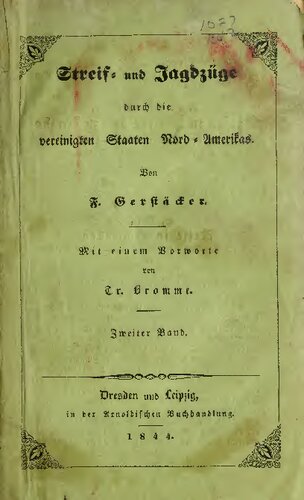 Streif- und Jagdzüge
durch die
vereinigten Staaten Nord-Amerikas.
Von
F. Gerstäcker.
Mit einem Vorworte
von
Tr. Bromme.
Zweiter Band.
Dresden und Leipzig,
in der Arnoldischen Buchhandlung.
1844.